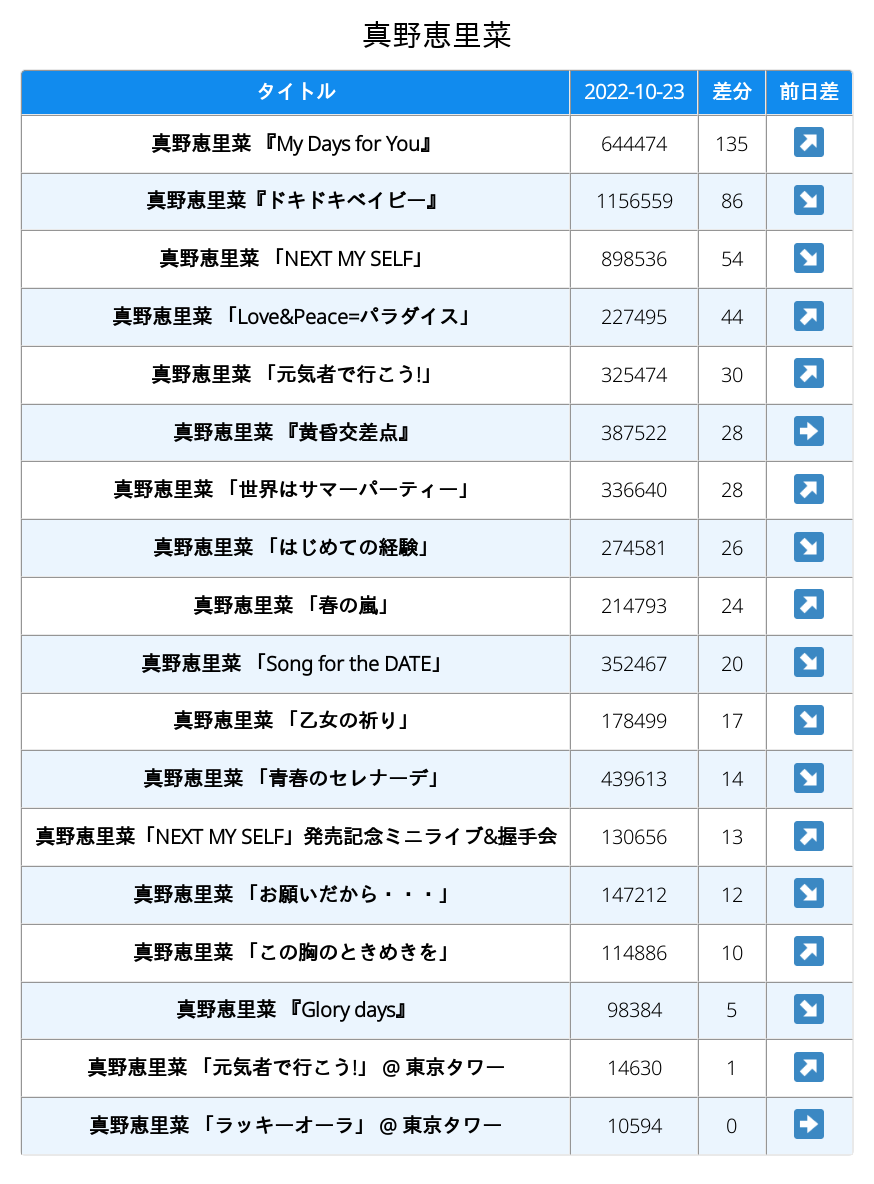 真野恵里菜
タイトル 2022-10-23 差分 前日差
真野恵里菜 『My Days for You』 644474 135 ↗
真野恵里菜『ドキドキベイビー』 1156559 86 ↘
真野恵里菜 「NEXT MY SELF」 898536 54 ↘
真野恵里菜 「Love&Peace=パラダイス」 227495 44 ↗
真野恵里菜 「元気者で行こう!」 325474 30 ↗
真野恵里菜 『黄昏交差点』 387522 28 ➡
真野恵里菜 「世界はサマーパーティー」 336640 28 ↗
真野恵里菜 「はじめての経験」 274581 26 ↘
真野恵里菜 「春の嵐」 214793 24 ↗
真野恵里菜 「Song for the DATE」 352467 20 ↘
真野恵里菜 「乙女の祈り」 178499 17 ↘
真野恵里菜 「青春のセレナーデ」 439613 14 ↘
真野恵里菜「NEXT MY SELF」発売記念ミニライブ&握手会 130656 13 ↗
真野恵里菜 「お願いだから・・・」 147212 12 ↘
真野恵里菜 「この胸のときめきを」 114886 10 ↗
真野恵里菜 『Glory days』 98384 5 ↘
真野恵里菜 「元気者で行こう!」 @ 東京タワー 14630 1 ↗
真野恵里菜 「ラッキーオーラ」 @ 東京タワー 10594 0 ➡